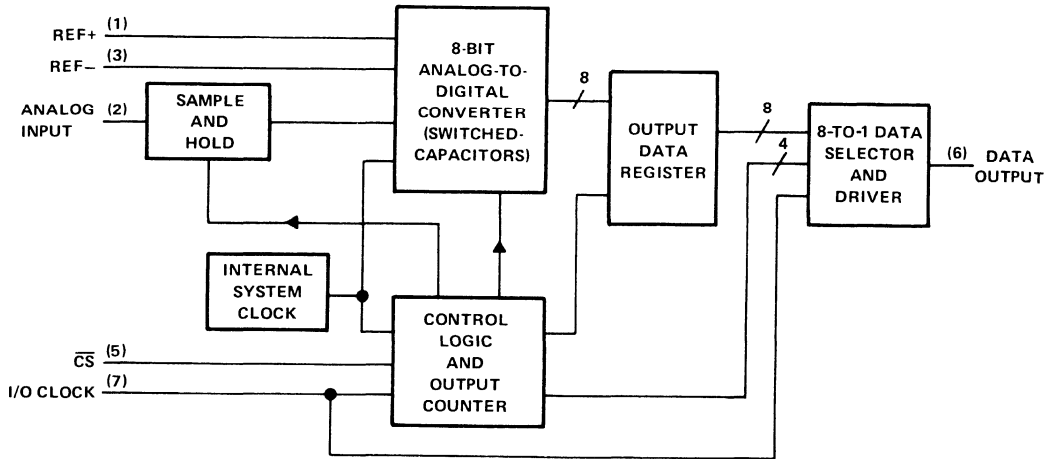 REF+ (1)
REF− (3)
ANALOG INPUT (2)
SAMPLE
AND
HOLD
8-BIT
ANALOG-TO-
DIGITAL
CONVERTER
(SWITCHED-
CAPACITORS)
8
OUTPUT
DATA
REGISTER
8
4
8-TO-1 DATA
SELECTOR
AND
DRIVER
(6) DATA
OUTPUT
INTERNAL
SYSTEM
CLOCK
CONTROL
LOGIC
AND
OUTPUT
COUNTER
C̅S̅ (5)
I/O CLOCK (7)